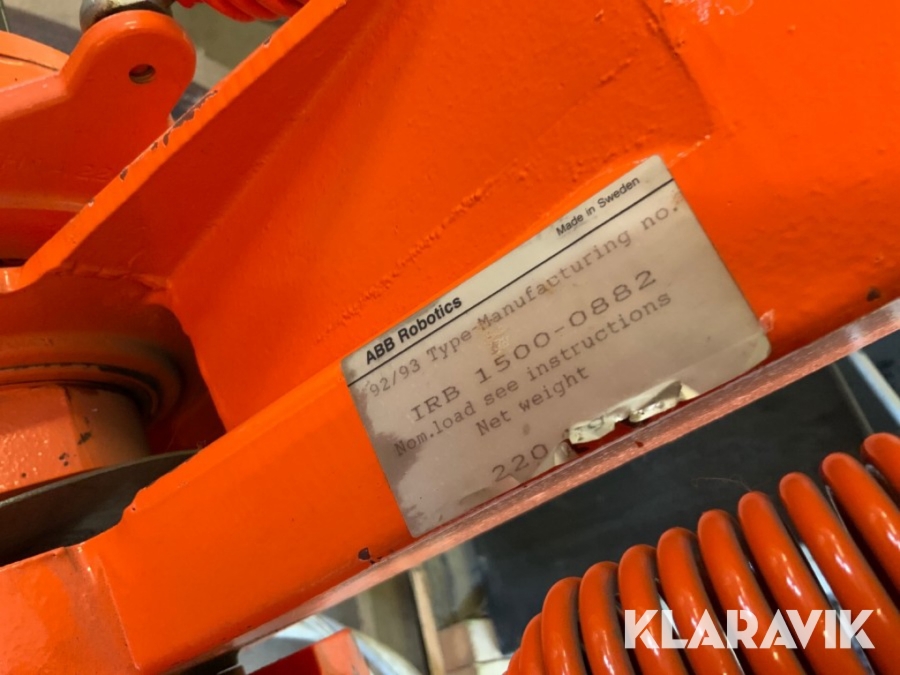 Made in Sweden
ABB Robotics
92/93 Type-Manufacturing no.
IRB 1500-0882
Nom.load see instructions
Net weight
220
KLARAVIK